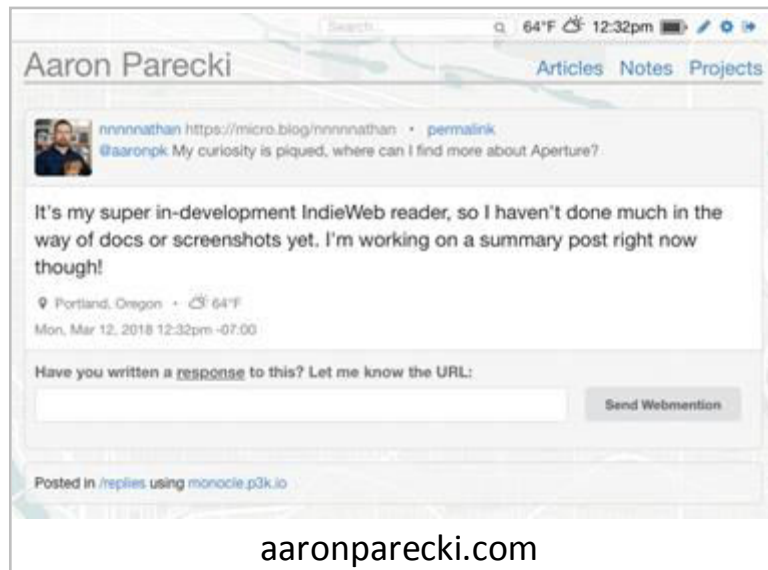 Search... 64°F 12:32pm
Aaron Parecki Articles Notes Projects
nnnnnathan https://micro.blog/nnnnnathan • permalink
@aaronpk My curiosity is piqued, where can I find more about Aperture?
It's my super in-development IndieWeb reader, so I haven't done much in the
way of docs or screenshots yet. I'm working on a summary post right now
though!
Portland, Oregon • 64°F
Mon, Mar 12, 2018 12:32pm -07:00
Have you written a response to this? Let me know the URL:
Send Webmention
Posted in /replies using monocle.p3k.io
aaronparecki.com